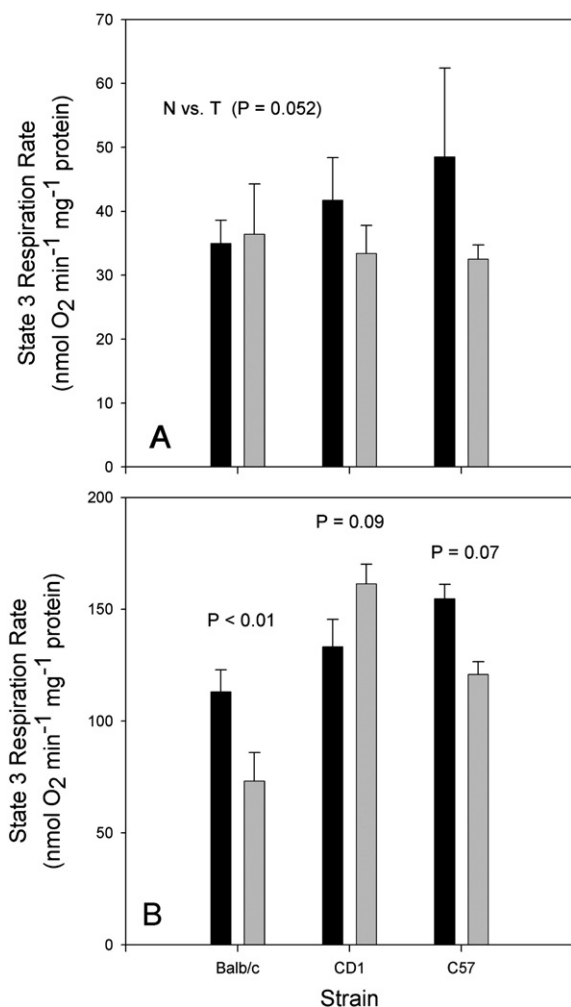 State 3 Respiration Rate
(nmol O2 min-1 mg-1 protein)
70
60
50
40
30
20
10
0
N vs. T (P = 0.052)
A
State 3 Respiration Rate
(nmol O2 min-1 mg-1 protein)
200
150
100
50
0
P < 0.01
P = 0.09
P = 0.07
B
Balb/c CD1 C57
Strain